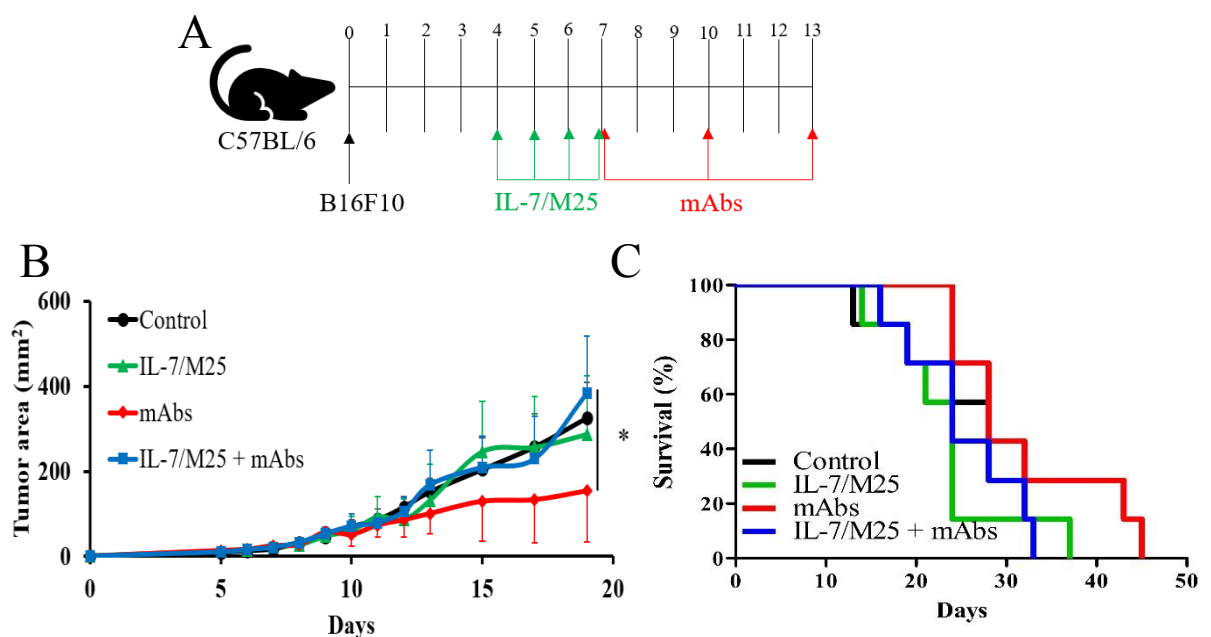 A
0 1 2 3 4 5 6 7 8 9 10 11 12 13
C57BL/6
B16F10
IL-7/M25
mAbs
B
Tumor area (mm²)
600
400
200
0
Control
IL-7/M25
mAbs
IL-7/M25 + mAbs
*
0 5 10 15 20
Days
C
Survival (%)
100
80
60
40
20
0
Control
IL-7/M25
mAbs
IL-7/M25 + mAbs
0 10 20 30 40 50
Days